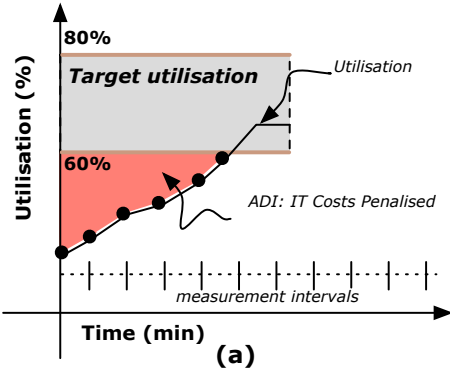 80%
Target utilisation
Utilisation
60%
Utilisation (%)
ADI: IT Costs Penalised
measurement intervals
Time (min)
(a)